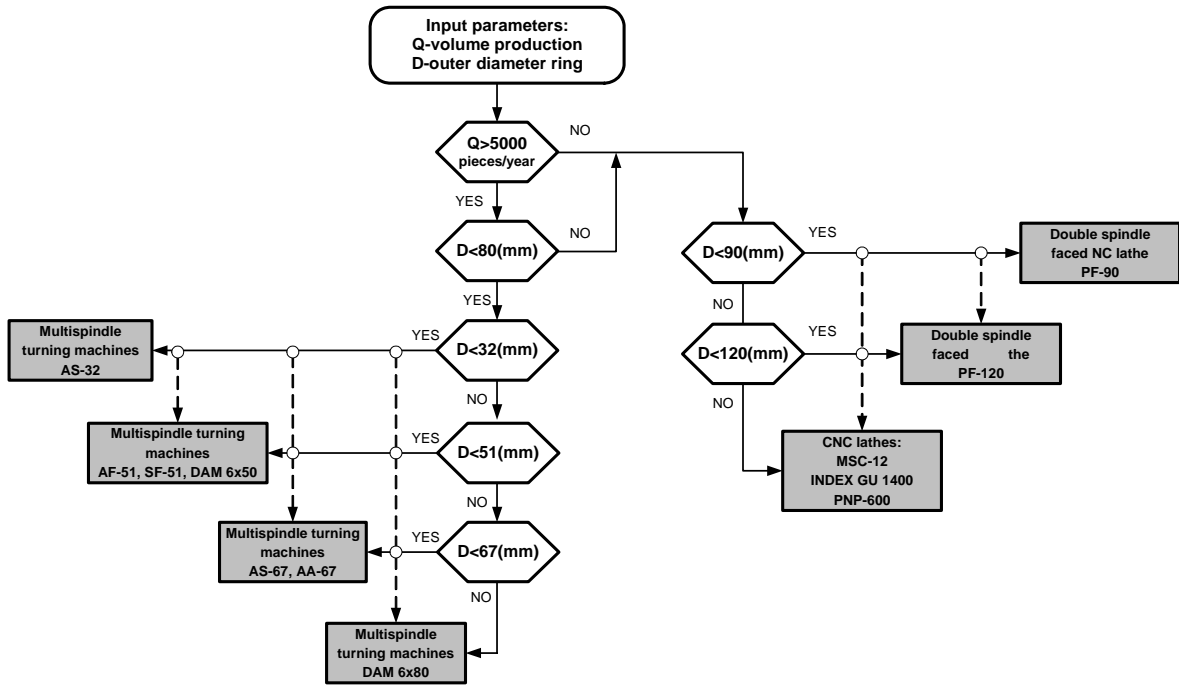 Input parameters:
Q-volume production
D-outer diameter ring
Q>5000
pieces/year
NO
YES
D<80(mm)
NO
YES
D<90(mm)
YES
Double spindle
faced NC lathe
PF-90
NO
Multispindle
turning machines
AS-32
YES
D<32(mm)
D<120(mm)
YES
Double spindle
faced the
PF-120
NO
NO
Multispindle turning
machines
AF-51, SF-51, DAM 6x50
YES
D<51(mm)
CNC lathes:
MSC-12
INDEX GU 1400
PNP-600
NO
Multispindle turning
machines
AS-67, AA-67
YES
D<67(mm)
NO
Multispindle
turning machines
DAM 6x80